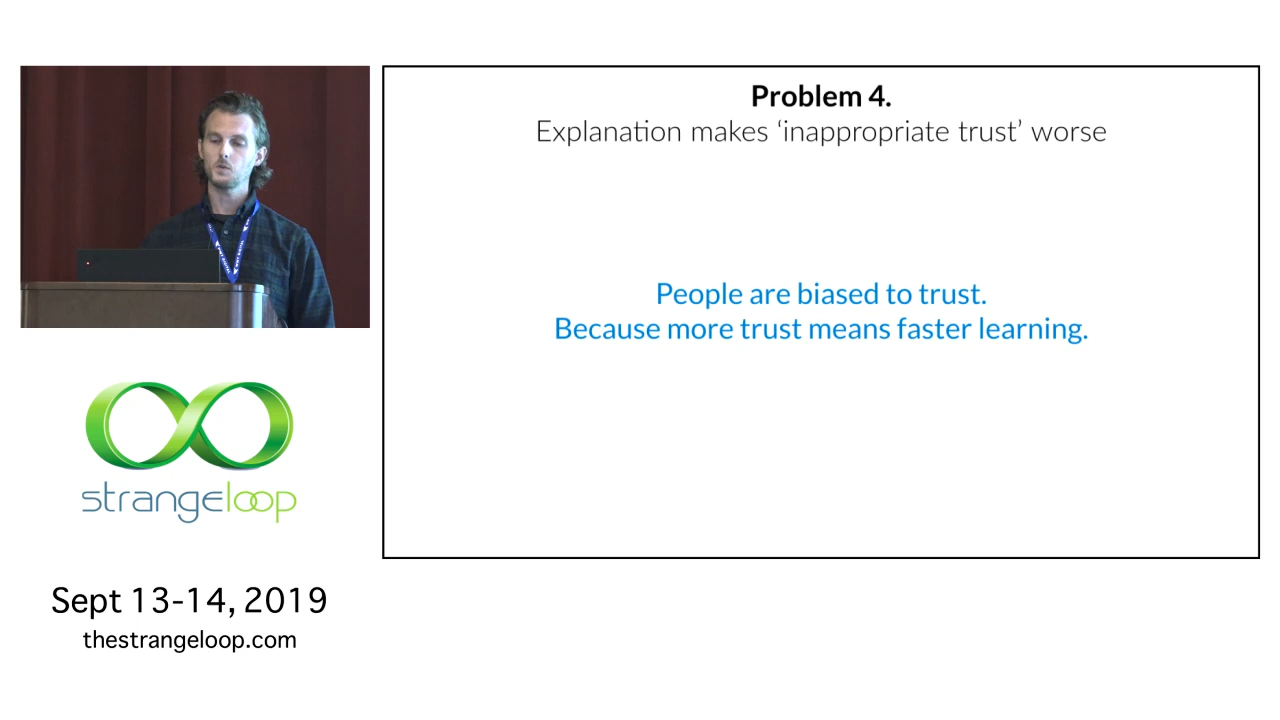 Problem 4.
Explanation makes ‘inappropriate trust’ worse
People are biased to trust.
Because more trust means faster learning.
strangeloop
Sept 13-14, 2019
thestrangeloop.com